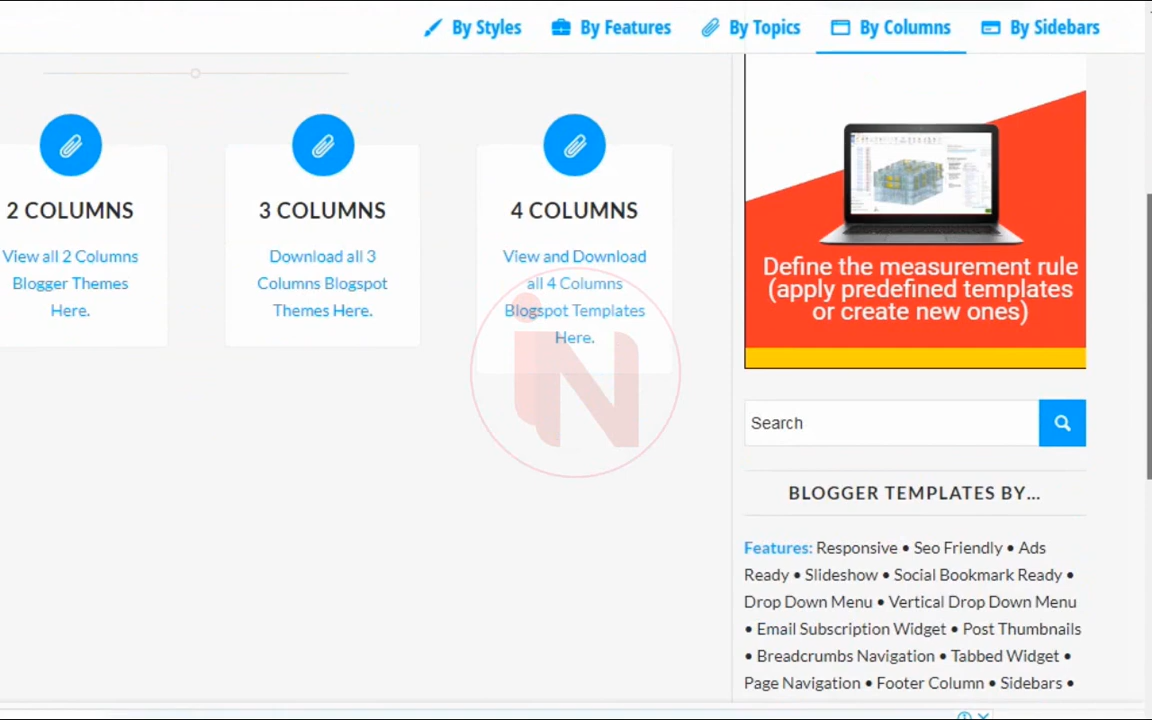 By Styles By Features By Topics By Columns By Sidebars
2 COLUMNS
View all 2 Columns
Blogger Themes
Here.
3 COLUMNS
Download all 3
Columns Blogspot
Themes Here.
4 COLUMNS
View and Download
all 4 Columns
Blogspot Templates
Here.
iN
Define the measurement rule
(apply predefined templates
or create new ones)
Search
BLOGGER TEMPLATES BY...
Features: Responsive • Seo Friendly • Ads
Ready • Slideshow • Social Bookmark Ready •
Drop Down Menu • Vertical Drop Down Menu
• Email Subscription Widget • Post Thumbnails
• Breadcrumbs Navigation • Tabbed Widget •
Page Navigation • Footer Column • Sidebars •